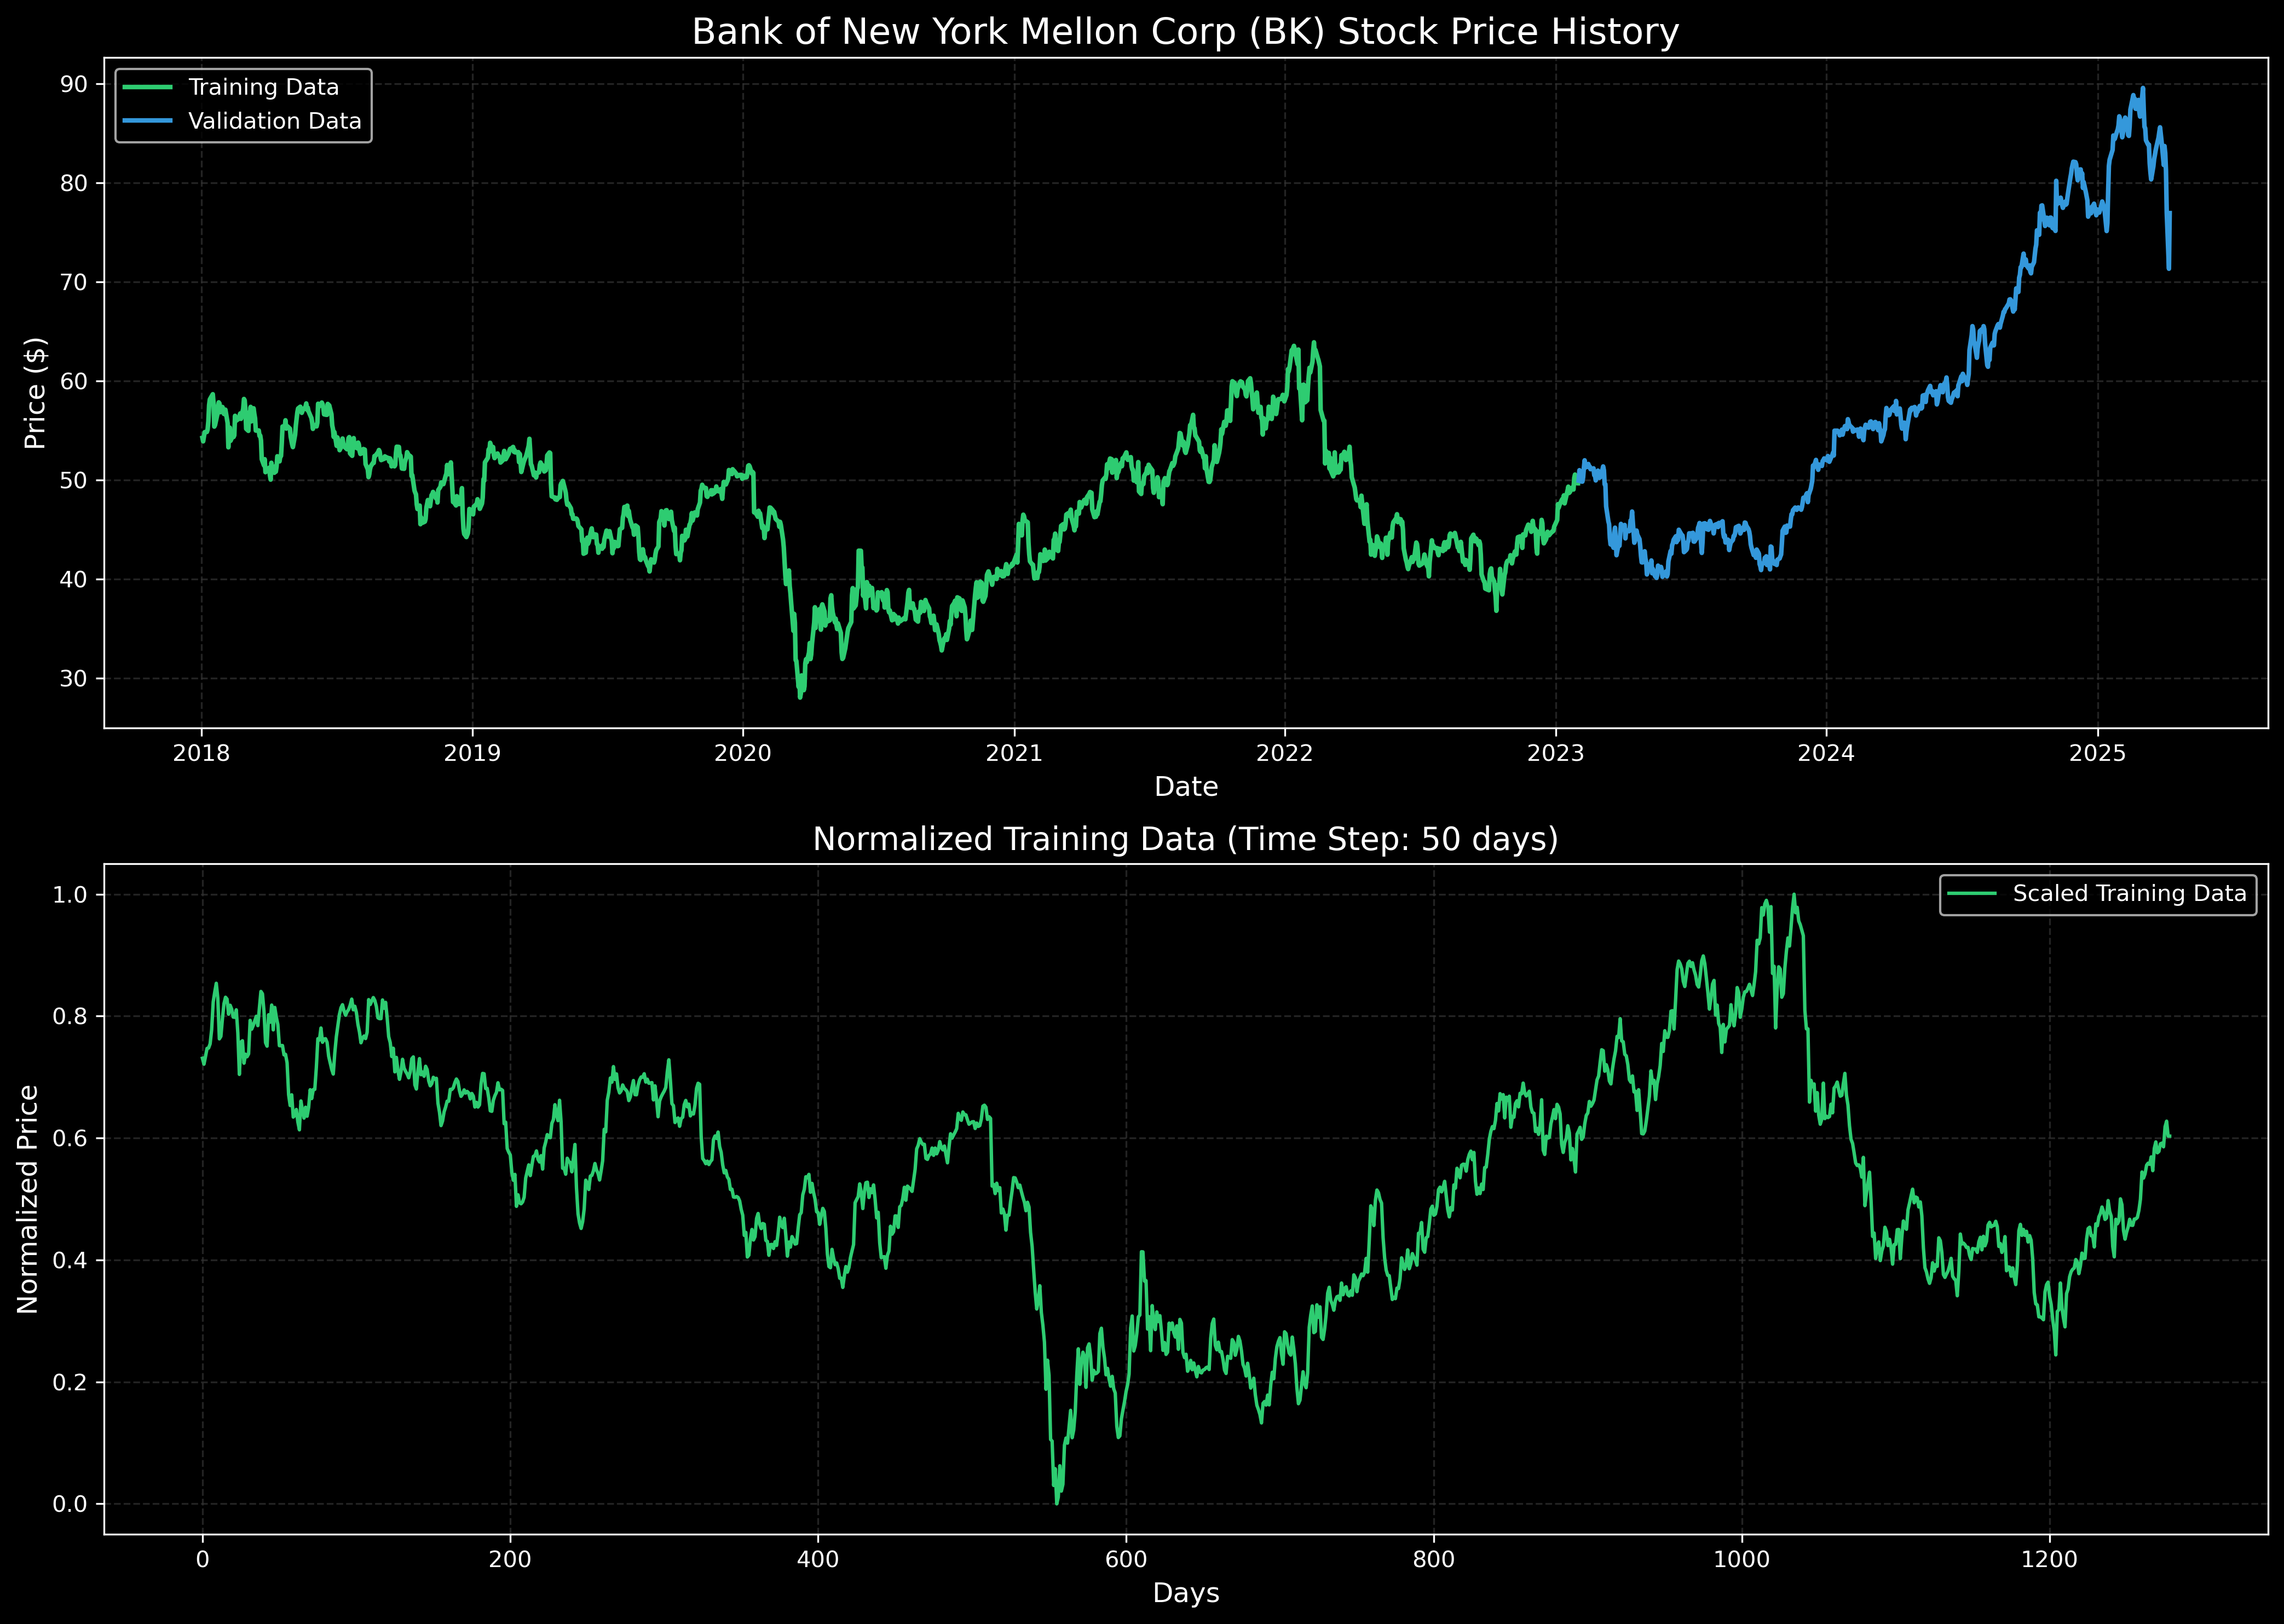 Bank of New York Mellon Corp (BK) Stock Price History
Training Data
Validation Data
90
80
70
60
50
40
30
Price ($)
2018 2019 2020 2021 2022 2023 2024 2025
Date
Normalized Training Data (Time Step: 50 days)
Scaled Training Data
1.0
0.8
0.6
0.4
0.2
0.0
Normalized Price
0 200 400 600 800 1000 1200
Days